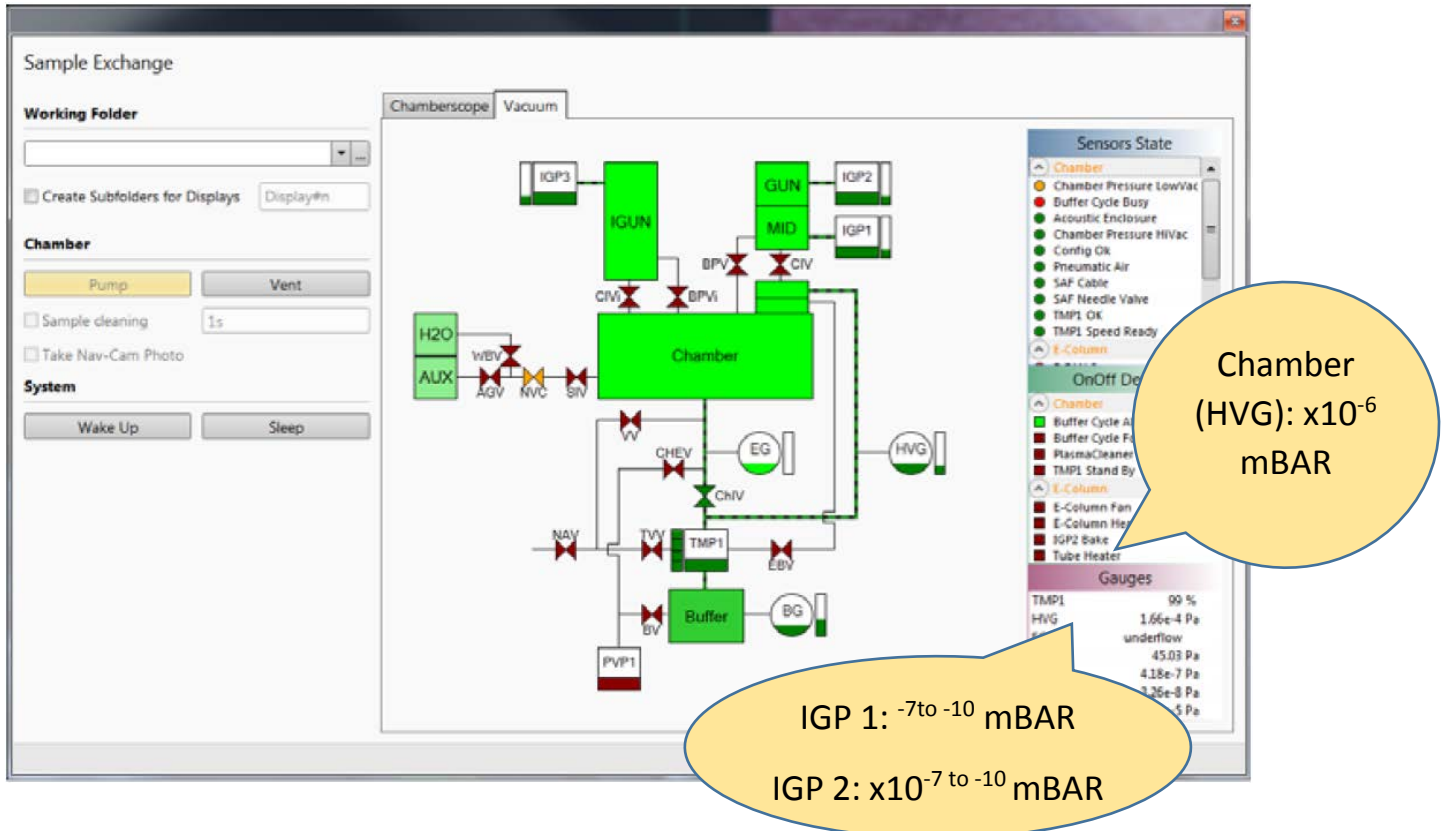 Sample Exchange
Working Folder
...
Create Subfolders for Displays
Display#n
Chamber
Pump
Vent
Sample cleaning
1s
Take Nav-Cam Photo
System
Wake Up
Sleep
Chamberscope
Vacuum
IGP3
IGUN
GUN
IGP2
MID
IGP1
BPV
CIV
CIVi
BPVi
H2O
WBV
Chamber
AUX
AGV
NVC
SIV
VV
CHEV
EG
HVG
ChIV
NAV
TVV
TMP1
EBV
BV
Buffer
BG
PVP1
Sensors State
Chamber
Chamber Pressure LowVac
Buffer Cycle Busy
Acoustic Enclosure
Chamber Pressure HiVac
Config Ok
Pneumatic Air
SAF Cable
SAF Needle Valve
TMP1 OK
TMP1 Speed Ready
E-Column
OnOff
Chamber
Buffer Cycle
Buffer Cycle
PlasmaCleaner
TMP1 Stand By
E-Column
E-Column Fan
E-Column
IGP2 Bake
Tube Heater
Gauges
TMP1 99 %
HVG 1.66e-4 Pa
underflow
45.03 Pa
4.18e-7 Pa
Pa
Pa
Chamber
(HVG): x10⁻⁶
mBAR
IGP 1: ⁻⁷to ⁻¹⁰ mBAR
IGP 2: x10⁻⁷ ᵗᵒ ⁻¹⁰ mBAR